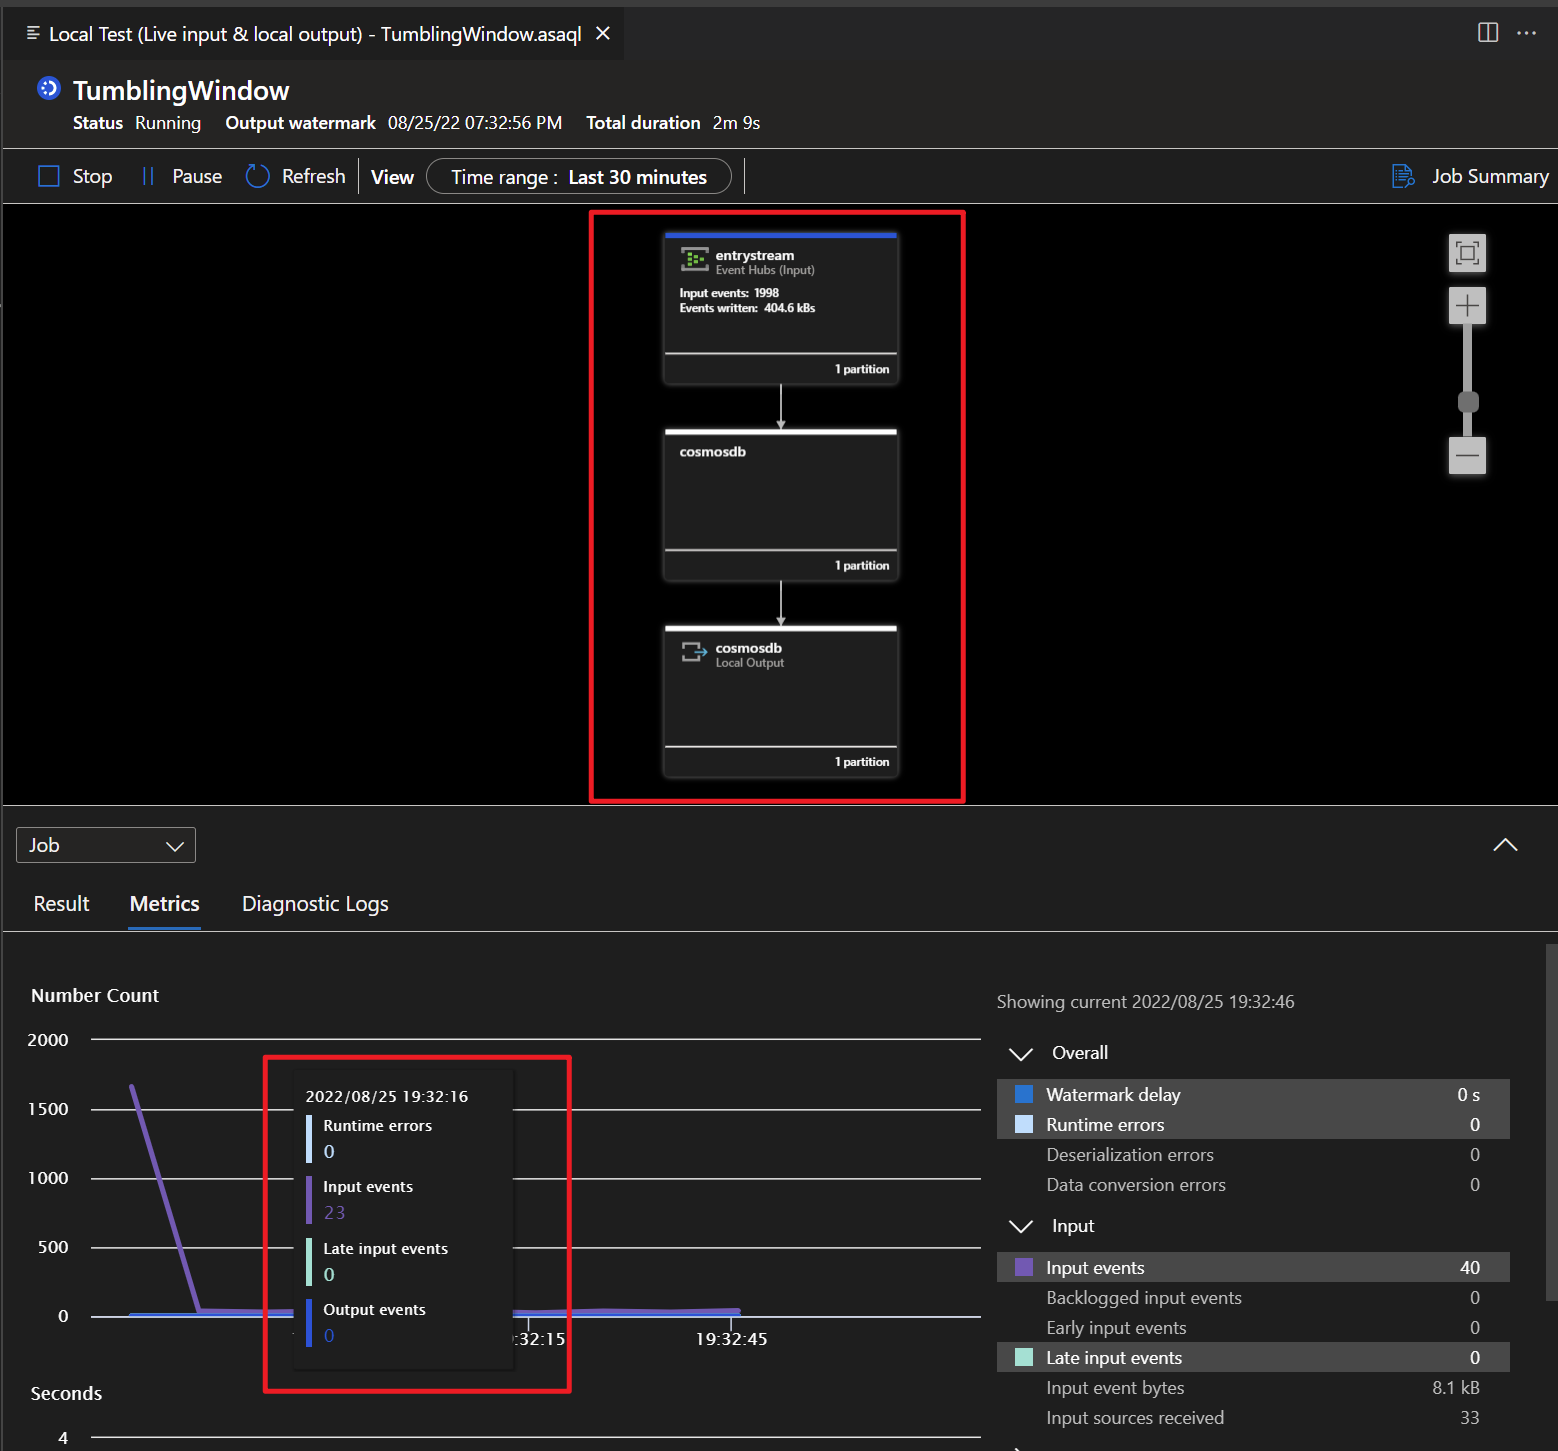 Local Test (Live input & local output) - TumblingWindow.asaql
TumblingWindow
Status Running Output watermark 08/25/22 07:32:56 PM Total duration 2m 9s
Stop Pause Refresh View Time range : Last 30 minutes Job Summary
entrystream
Event Hubs (Input)
Input events: 1998
Events written: 404.6 kBs
1 partition
cosmosdb
1 partition
cosmosdb
Local Output
1 partition
Job
Result Metrics Diagnostic Logs
Number Count
2000
1500
1000
500
0
2022/08/25 19:32:16
Runtime errors
0
Input events
23
Late input events
0
Output events
0
:32:15 19:32:45
Seconds
4
Showing current 2022/08/25 19:32:46
Overall
Watermark delay 0 s
Runtime errors 0
Deserialization errors 0
Data conversion errors 0
Input
Input events 40
Backlogged input events 0
Early input events 0
Late input events 0
Input event bytes 8.1 kB
Input sources received 33